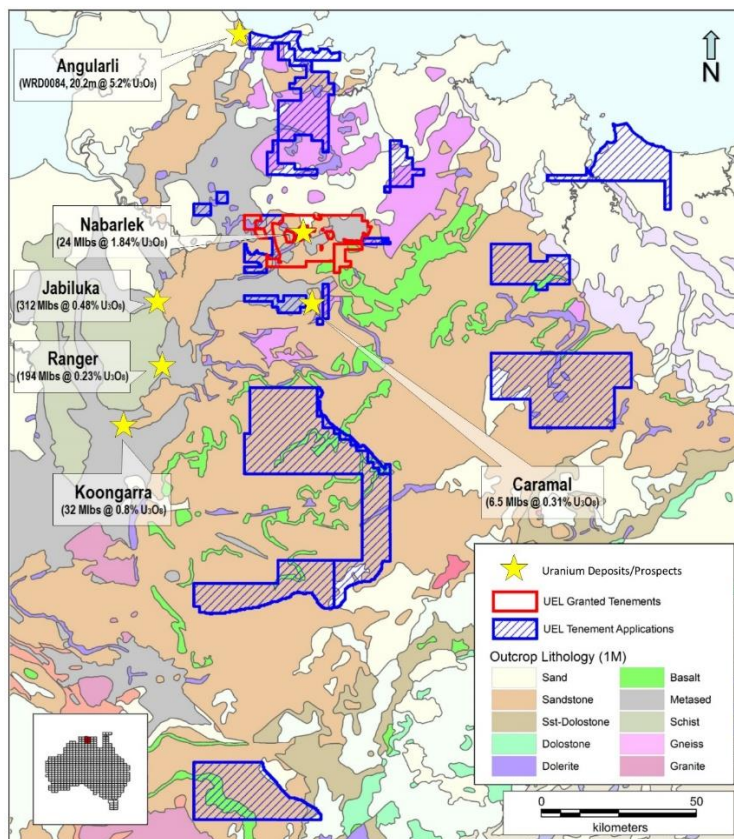 N
Angularli
(WRD0084, 20.2m @ 5.2% U₃O₈)
Nabarlek
(24 Mlbs @ 1.84% U₃O₈)
Jabiluka
(312 Mlbs @ 0.48% U₃O₈)
Ranger
(194 Mlbs @ 0.23% U₃O₈)
Koongarra
(32 Mlbs @ 0.8% U₃O₈)
Caramal
(6.5 Mlbs @ 0.31% U₃O₈)
Uranium Deposits/Prospects
UEL Granted Tenements
UEL Tenement Applications
Outcrop Lithology (1M)
Sand
Sandstone
Sst-Dolostone
Dolostone
Dolerite
Basalt
Metased
Schist
Gneiss
Granite
0 50
kilometers